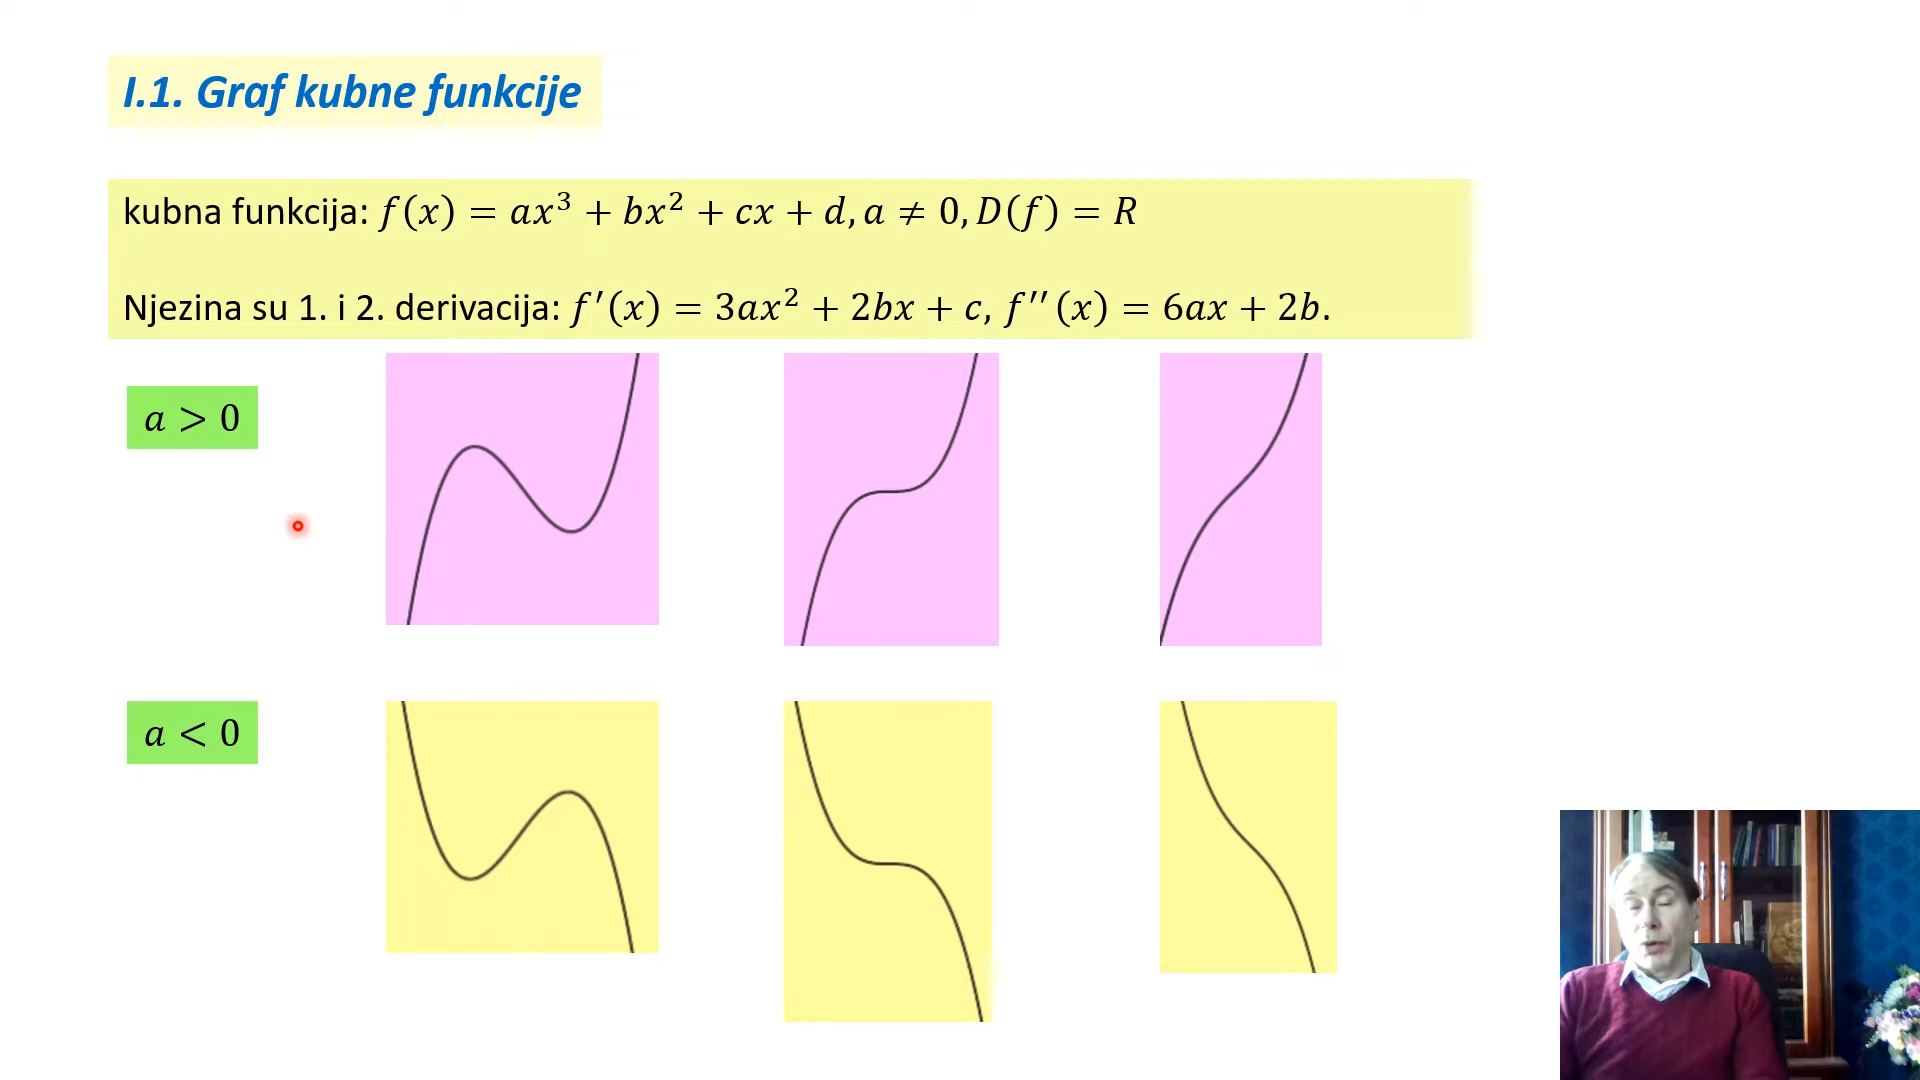 I.1. Graf kubne funkcije
kubna funkcija: f(x) = ax³ + bx² + cx + d, a ≠ 0, D(f) = R
Njezina su 1. i 2. derivacija: f′(x) = 3ax² + 2bx + c, f′′(x) = 6ax + 2b.
a > 0
a < 0